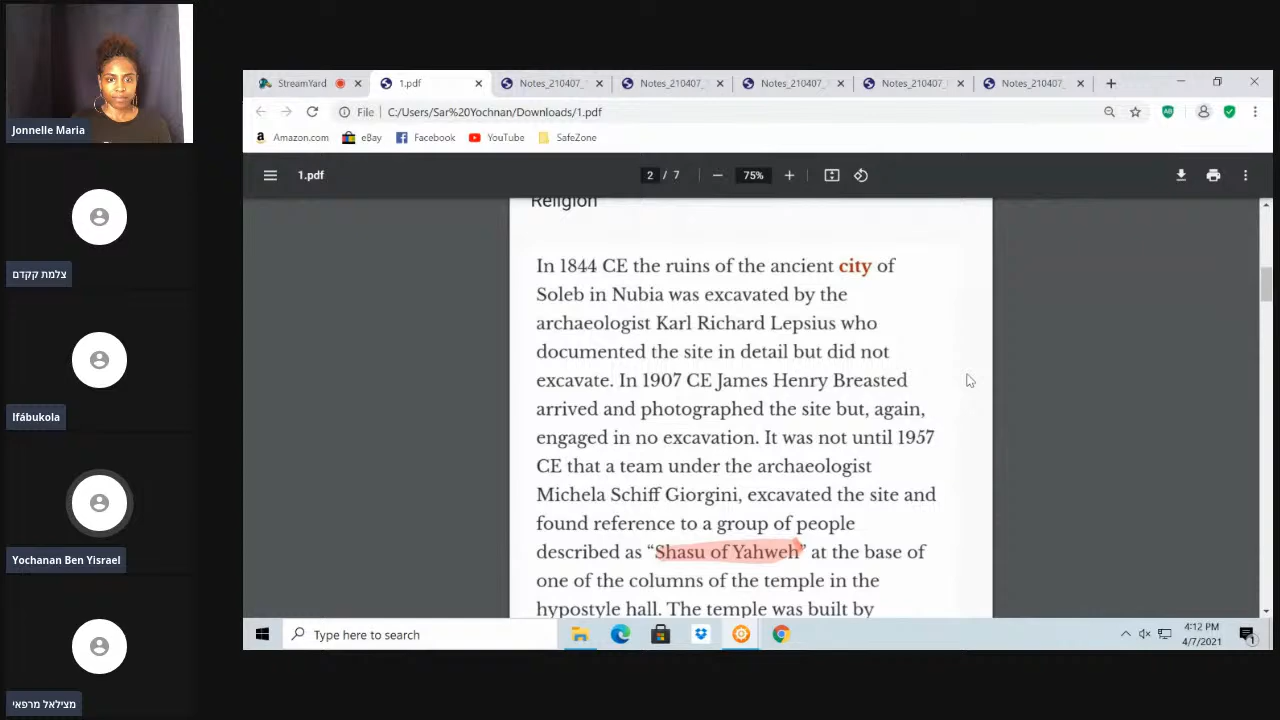 Jonnelle Maria
צלמת קקדם
Ifábukola
Yochanan Ben Yisrael
מצילאל מרפאי
StreamYard
1.pdf
Notes_210407_
Notes_210407_
Notes_210407_
Notes_210407_
Notes_210407_
File
C:/Users/Sar%20Yochnan/Downloads/1.pdf
Amazon.com
eBay
Facebook
YouTube
SafeZone
1.pdf
2 / 7
75%
Religion
In 1844 CE the ruins of the ancient city of
Soleb in Nubia was excavated by the
archaeologist Karl Richard Lepsius who
documented the site in detail but did not
excavate. In 1907 CE James Henry Breasted
arrived and photographed the site but, again,
engaged in no excavation. It was not until 1957
CE that a team under the archaeologist
Michela Schiff Giorgini, excavated the site and
found reference to a group of people
described as “Shasu of Yahweh” at the base of
one of the columns of the temple in the
hypostyle hall. The temple was built by
Type here to search
4:12 PM
4/7/2021